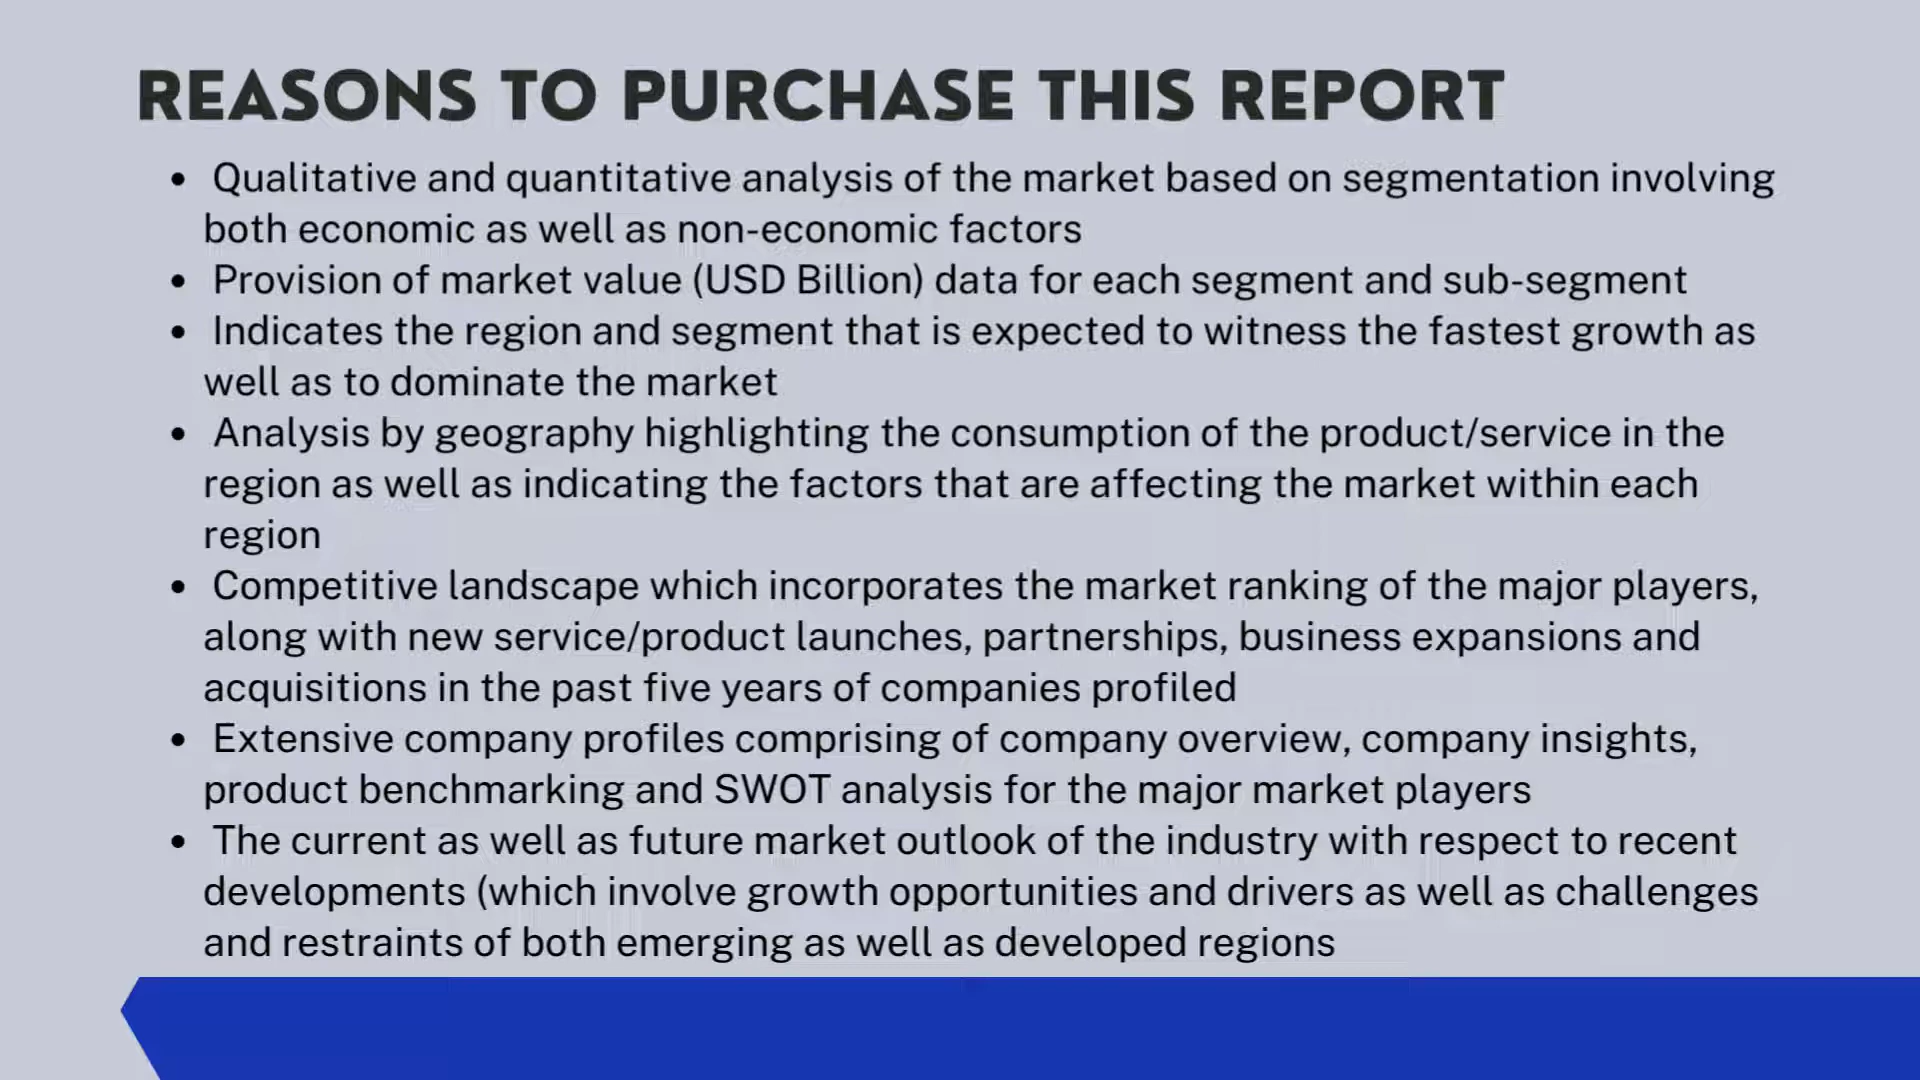 REASONS TO PURCHASE THIS REPORT
• Qualitative and quantitative analysis of the market based on segmentation involving
both economic as well as non-economic factors
• Provision of market value (USD Billion) data for each segment and sub-segment
• Indicates the region and segment that is expected to witness the fastest growth as
well as to dominate the market
• Analysis by geography highlighting the consumption of the product/service in the
region as well as indicating the factors that are affecting the market within each
region
• Competitive landscape which incorporates the market ranking of the major players,
along with new service/product launches, partnerships, business expansions and
acquisitions in the past five years of companies profiled
• Extensive company profiles comprising of company overview, company insights,
product benchmarking and SWOT analysis for the major market players
• The current as well as future market outlook of the industry with respect to recent
developments (which involve growth opportunities and drivers as well as challenges
and restraints of both emerging as well as developed regions